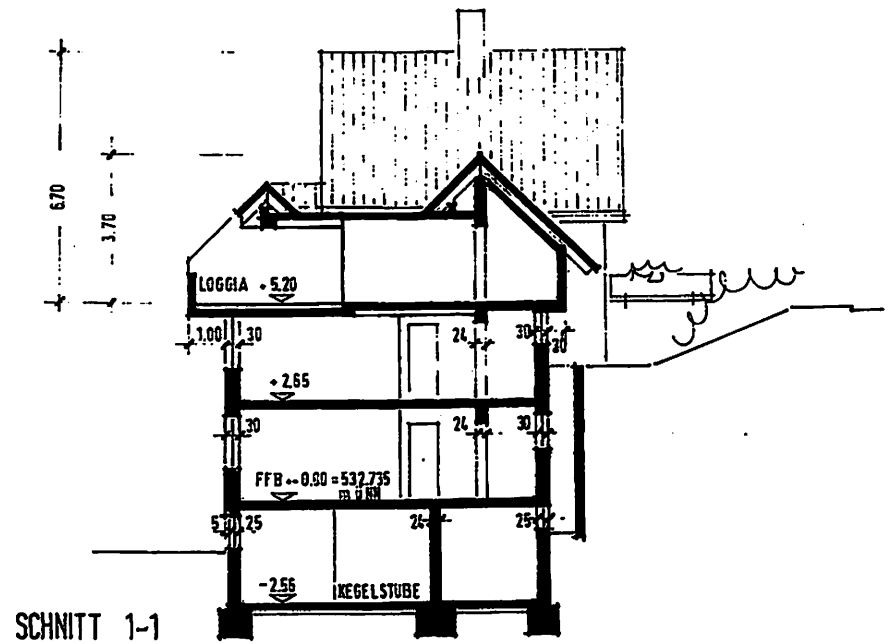 6.70
3.70
LOGGIA + 5.20
1.00 30 24 30 30
+ 2,65
30 24 30
FFB +- 0.00 = 532.735
Ü NN
5 25 24 25
-2.56 KEGELSTUBE
SCHNITT 1-1